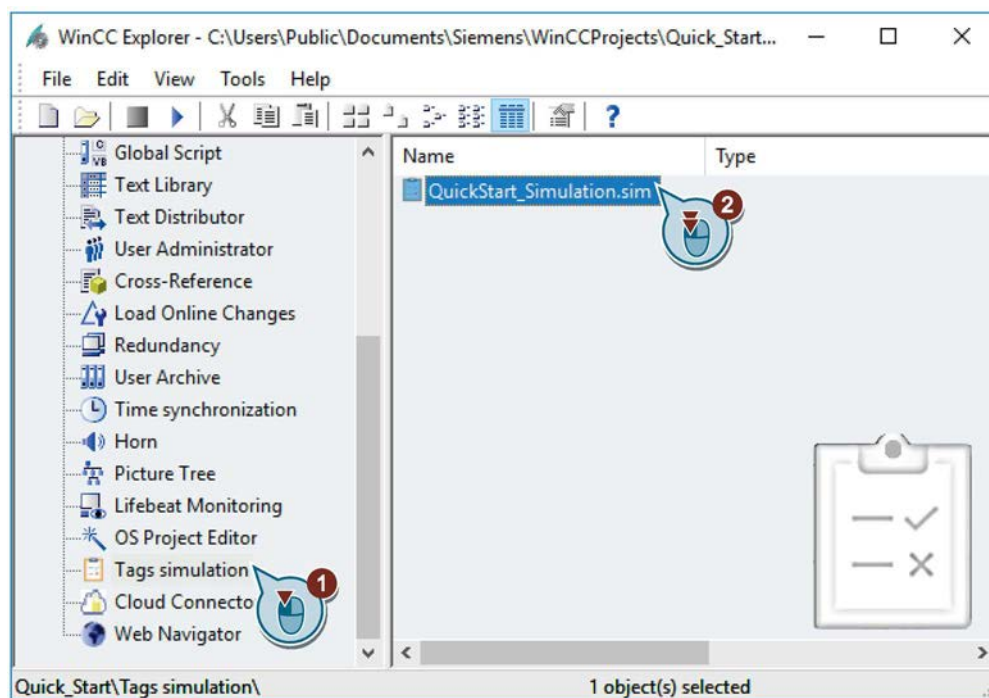 WinCC Explorer - C:\Users\Public\Documents\Siemens\WinCCProjects\Quick_Start...
File Edit View Tools Help
Name Type
Global Script
Text Library
Text Distributor
User Administrator
Cross-Reference
Load Online Changes
Redundancy
User Archive
Time synchronization
Horn
Picture Tree
Lifebeat Monitoring
OS Project Editor
Tags simulation
1
Cloud Connecto
Web Navigator
QuickStart_Simulation.sim
2
Quick_Start\Tags simulation\ 1 object(s) selected